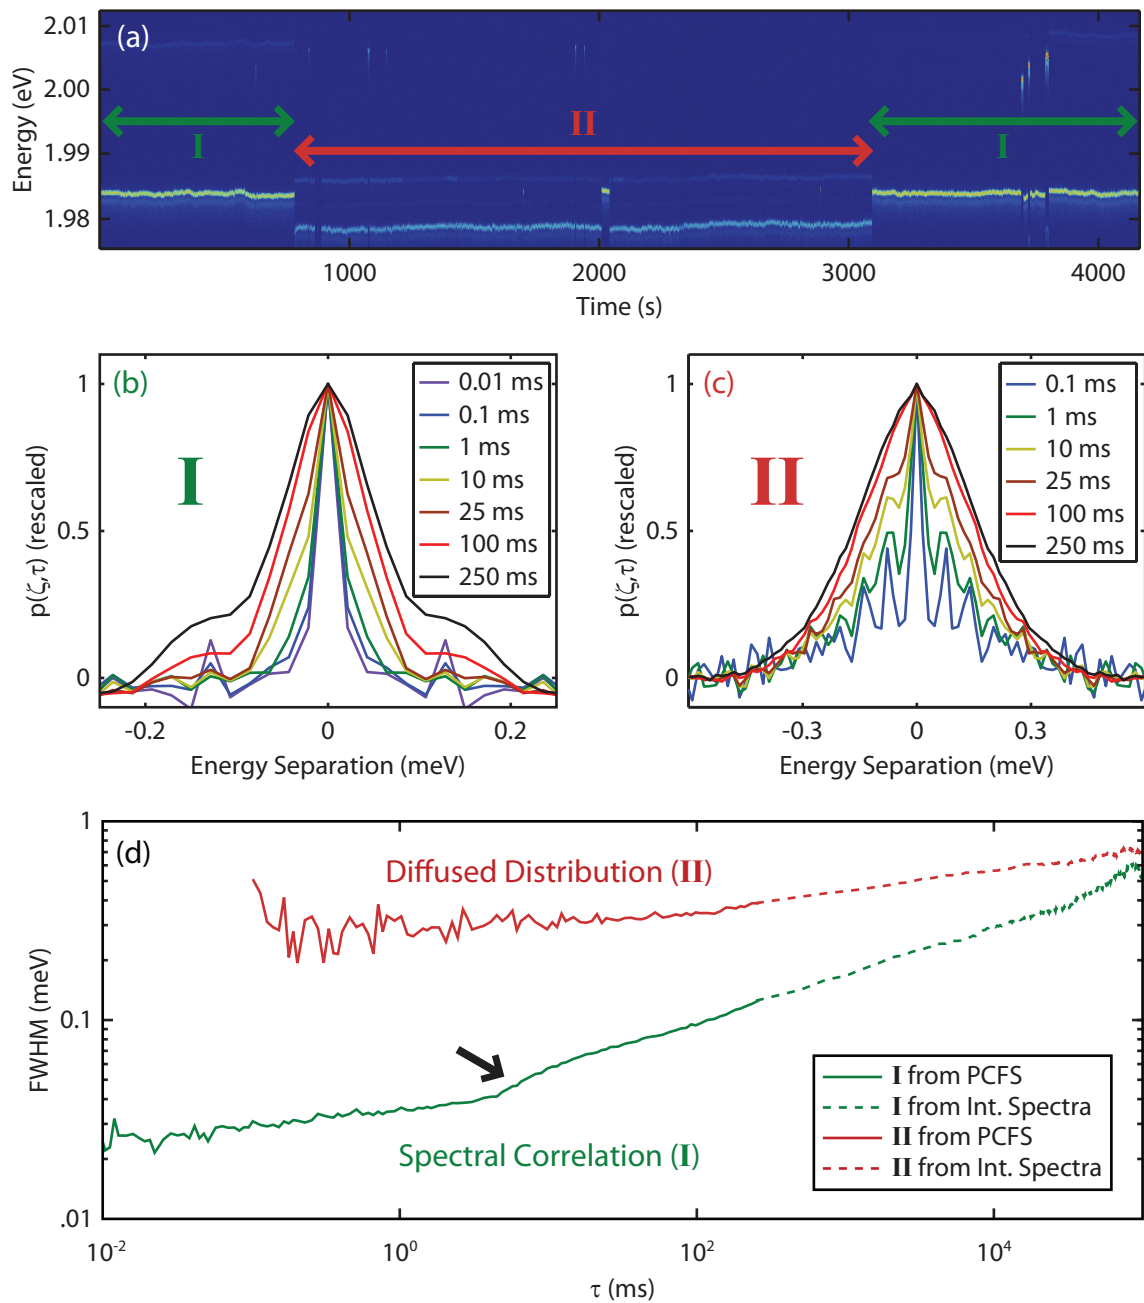 (a)
2.01
2.00
1.99
1.98
Energy (eV)
I
II
I
1000
2000
3000
4000
Time (s)
(b)
I
1
0.5
0
p(ζ,τ) (rescaled)
0.01 ms
0.1 ms
1 ms
10 ms
25 ms
100 ms
250 ms
-0.2
0
0.2
Energy Separation (meV)
(c)
II
1
0.5
0
p(ζ,τ) (rescaled)
0.1 ms
1 ms
10 ms
25 ms
100 ms
250 ms
-0.3
0
0.3
Energy Separation (meV)
(d)
1
0.1
.01
FWHM (meV)
Diffused Distribution (II)
Spectral Correlation (I)
I from PCFS
I from Int. Spectra
II from PCFS
II from Int. Spectra
10⁻²
10⁰
10²
10⁴
τ (ms)